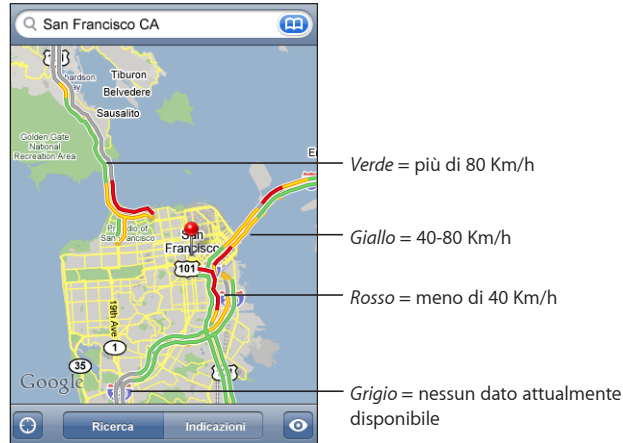 San Francisco CA
Tiburon
Belvedere
Sausalito
Golden Gate
National
Recreation Area
San Francisco
San
Francisco
101
19th Ave
1
35
Google
Ricerca
Indicazioni
Verde = più di 80 Km/h
Giallo = 40-80 Km/h
Rosso = meno di 40 Km/h
Grigio = nessun dato attualmente
disponibile